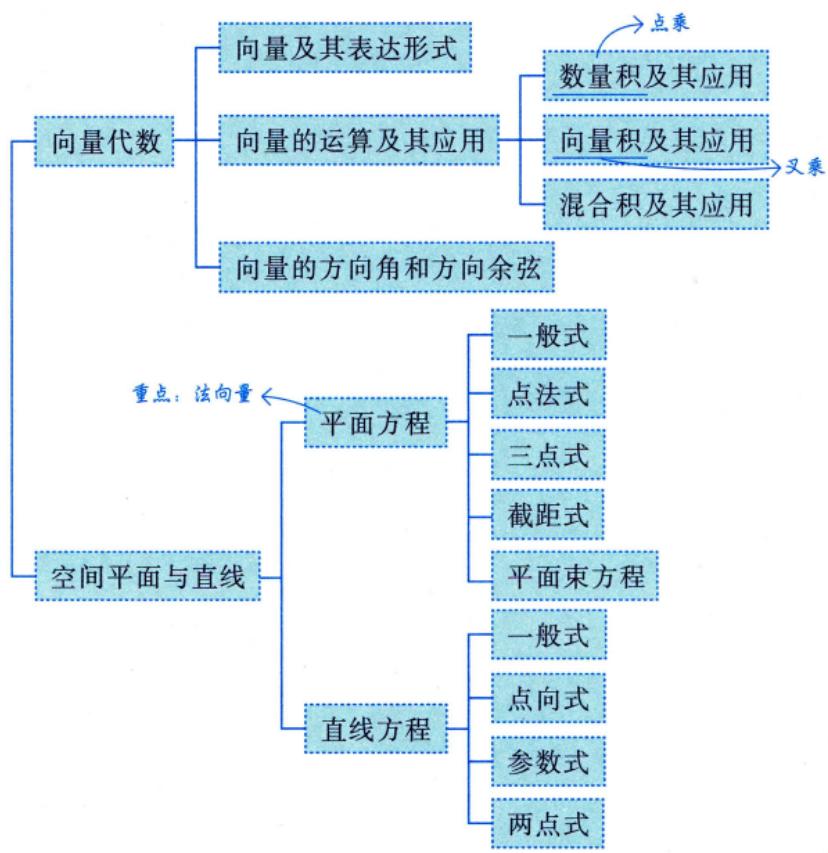 点乘
向量及其表达形式
数量积及其应用
向量代数
向量的运算及其应用
向量积及其应用
叉乘
混合积及其应用
向量的方向角和方向余弦
一般式
重点：法向量
点法式
平面方程
三点式
截距式
空间平面与直线
平面束方程
一般式
点向式
直线方程
参数式
两点式